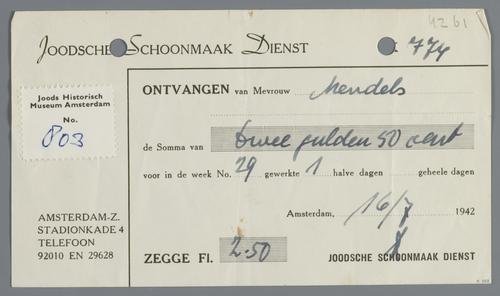 4261
JOODSCHE SCHOONMAAK DIENST 774
Joods Historisch
Museum Amsterdam
No.
803
ONTVANGEN van Mevrouw Mendels
de Somma van twee gulden 50 cent
voor in de week No. 29 gewerkte 1 halve dagen geheele dagen
Amsterdam, 16/7 1942
AMSTERDAM-Z.
STADIONKADE 4
TELEFOON
92010 EN 29628
ZEGGE Fl. 2.50
JOODSCHE SCHOONMAAK DIENST